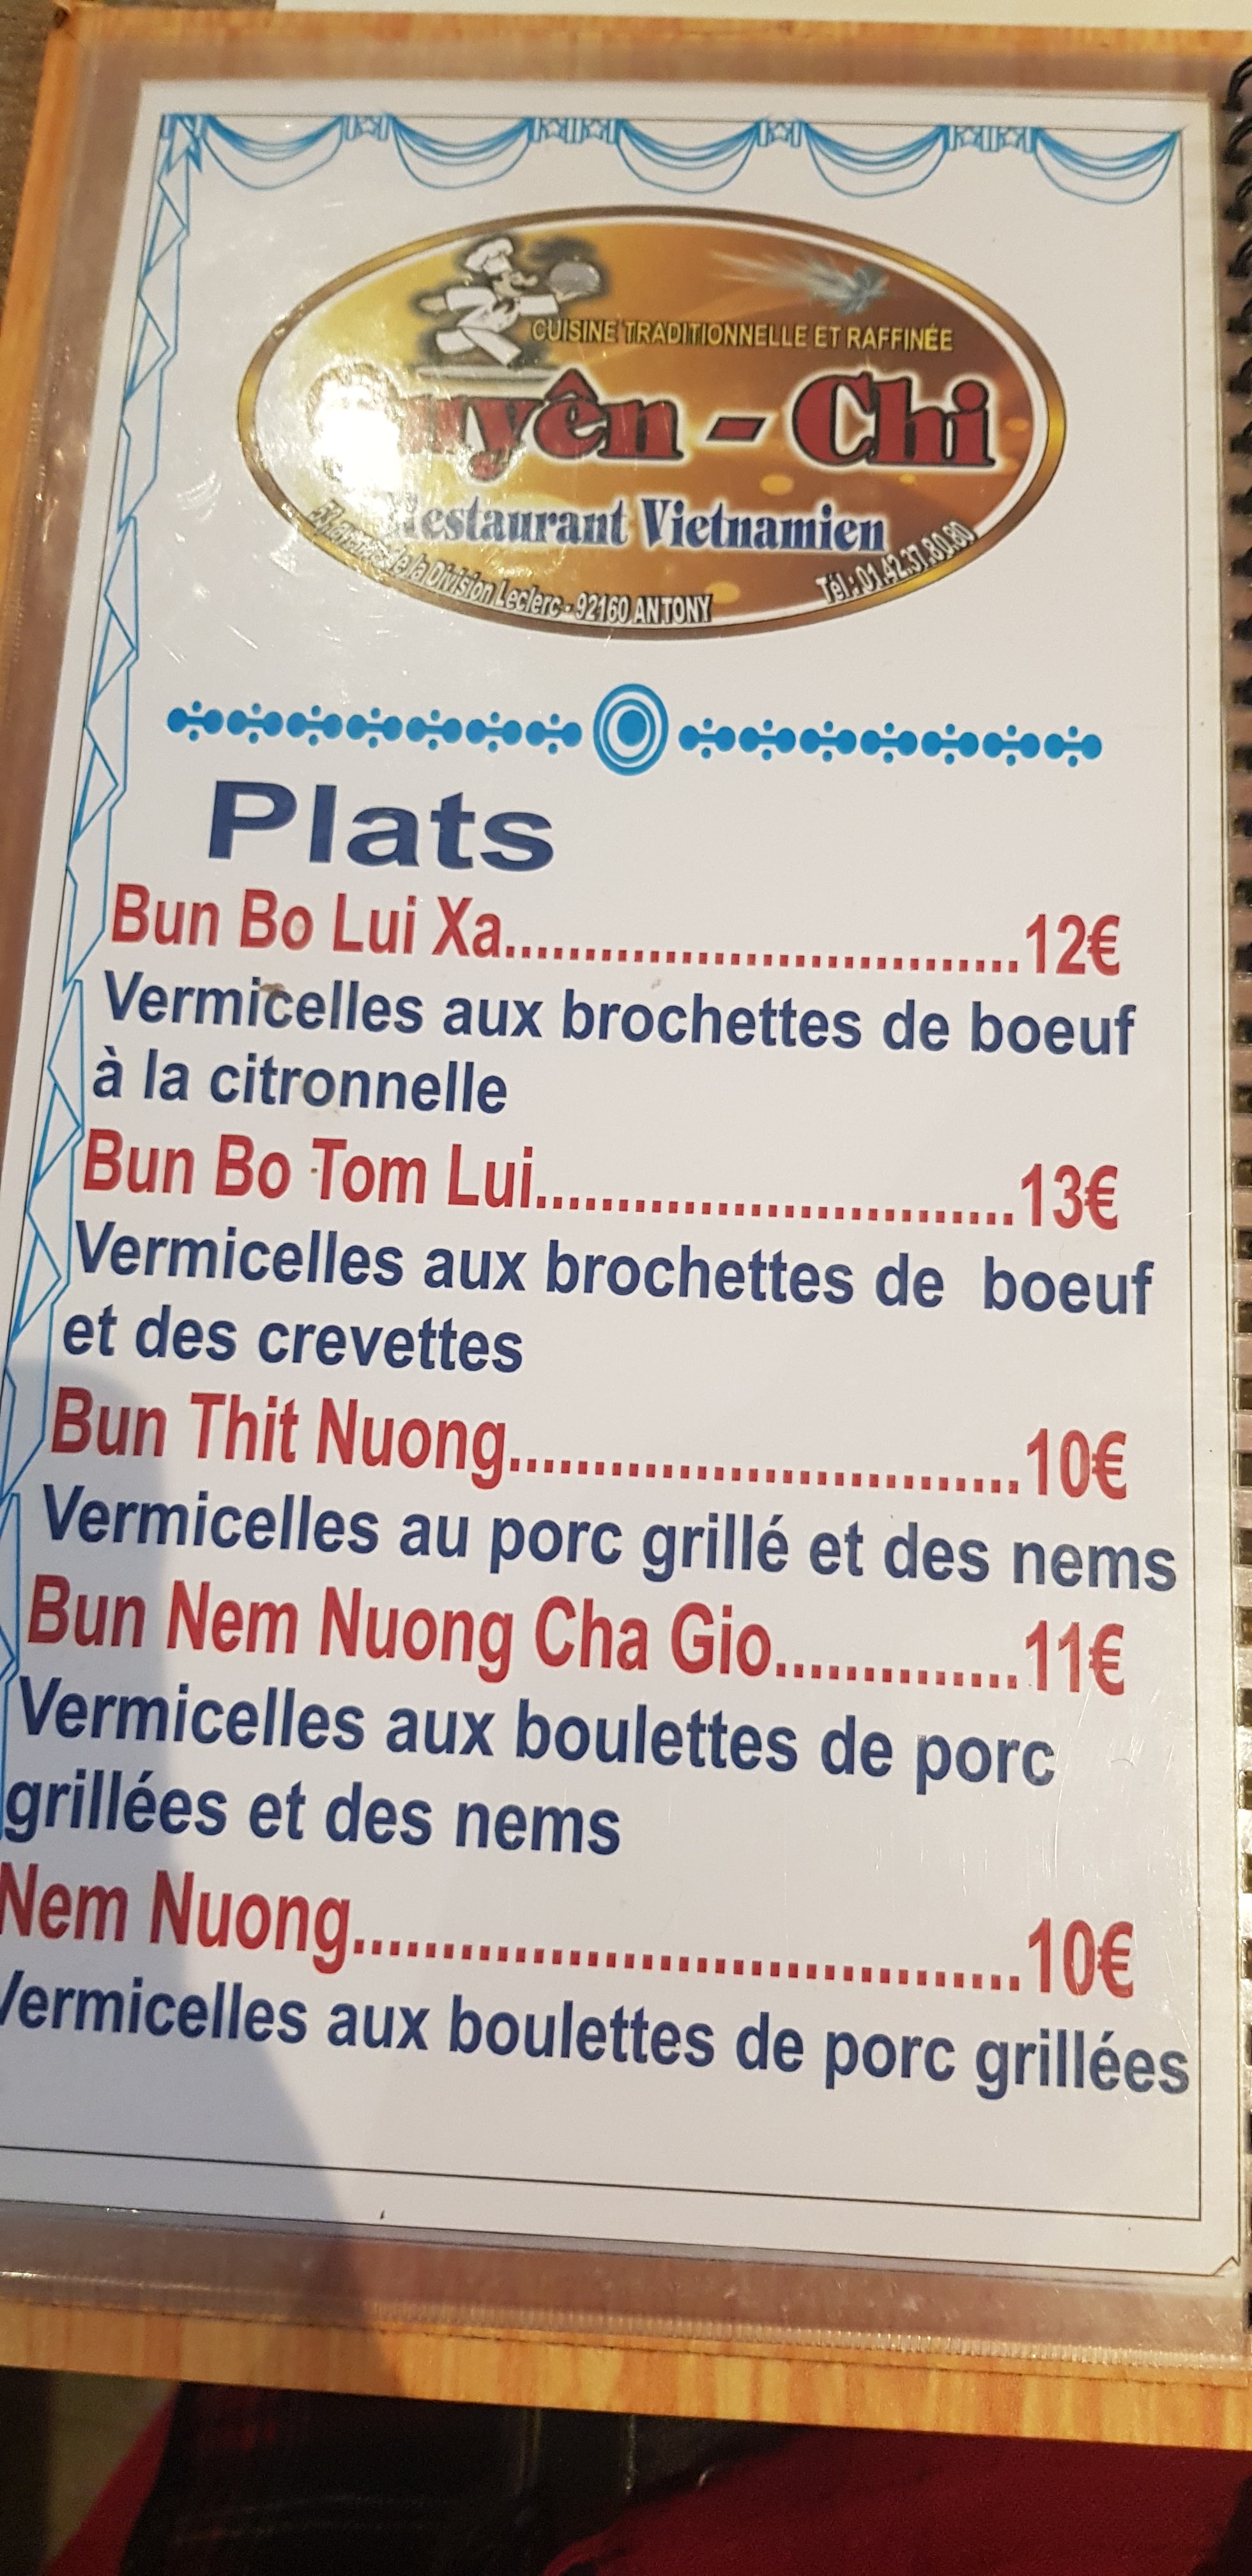 CUISINE TRADITIONNELLE ET RAFFINÉE
- Chi
Restaurant Vietnamien
de la Division Leclerc - 92160 ANTONY
Tél : 01.42.37.80.80
Plats
Bun Bo Lui Xa................................12€
Vermicelles aux brochettes de boeuf
à la citronnelle
Bun Bo Tom Lui..............................13€
Vermicelles aux brochettes de boeuf
et des crevettes
Bun Thit Nuong...............................10€
Vermicelles au porc grillé et des nems
Bun Nem Nuong Cha Gio...............11€
Vermicelles aux boulettes de porc
grillées et des nems
Nem Nuong.......................................10€
Vermicelles aux boulettes de porc grillées